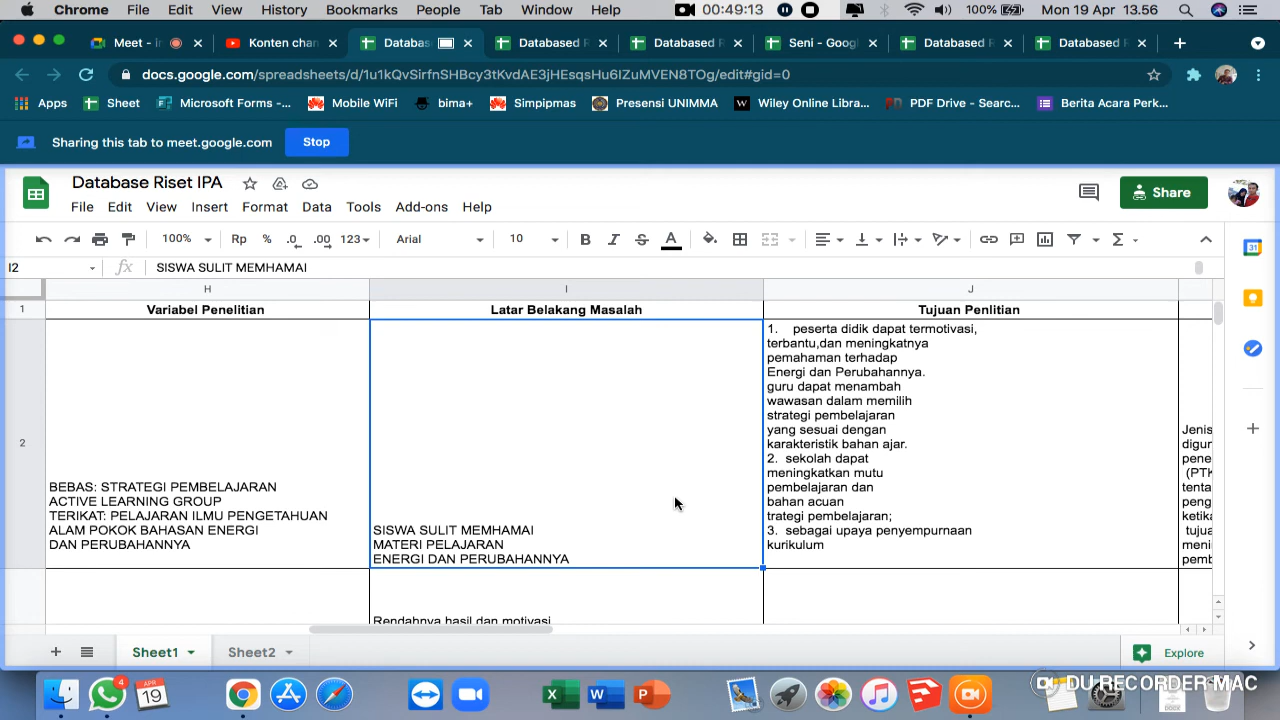 Chrome File Edit View History Bookmarks People Tab Window Help 00:49:13 100% Mon 19 Apr 13.56
Meet - Konten chan Databas Databased R Databased R Seni - Goog Databased R Databased R
docs.google.com/spreadsheets/d/1u1kQvSirfnSHBcy3tKvdAE3jHEsqsHu6IZuMVEN8TOg/edit#gid=0
Apps Sheet Microsoft Forms -... Mobile WiFi bima+ Simpipmas Presensi UNIMMA Wiley Online Libra... PDF Drive - Searc... Berita Acara Perk...
Sharing this tab to meet.google.com Stop
Database Riset IPA
Share
File Edit View Insert Format Data Tools Add-ons Help
100% Rp % .0 .00 123 Arial 10 B I S A Σ
31
I2 fx SISWA SULIT MEMHAMAI
H I J
1 Variabel Penelitian Latar Belakang Masalah Tujuan Penlitian
2
BEBAS: STRATEGI PEMBELAJARAN
ACTIVE LEARNING GROUP
TERIKAT: PELAJARAN ILMU PENGETAHUAN
ALAM POKOK BAHASAN ENERGI
DAN PERUBAHANNYA
SISWA SULIT MEMHAMAI
MATERI PELAJARAN
ENERGI DAN PERUBAHANNYA
1. peserta didik dapat termotivasi,
terbantu,dan meningkatnya
pemahaman terhadap
Energi dan Perubahannya.
guru dapat menambah
wawasan dalam memilih
strategi pembelajaran
yang sesuai dengan
karakteristik bahan ajar.
2. sekolah dapat
meningkatkan mutu
pembelajaran dan
bahan acuan
trategi pembelajaran;
3. sebagai upaya penyempurnaan
kurikulum
Jenis
digur
pene
(PTK
tenta
peng
ketika
tujua
meni
pemb
Rendahnya hasil dan motivasi
Sheet1 Sheet2 Explore
4 APR 19 X W P DOCX
DU RECORDER MAC